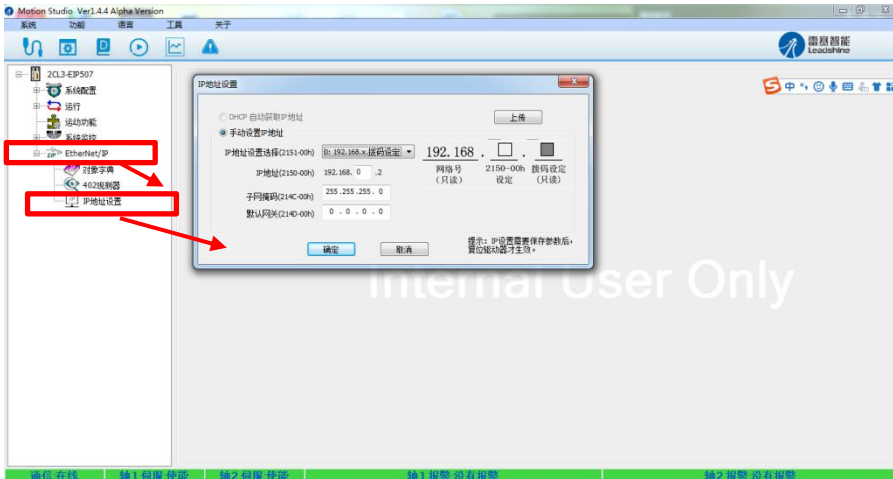 Motion Studio Ver1.4.4 Alpha Version
系统 功能 语言 工具 关于
雷赛智能
Leadshine
2CL3-EIP507
系统配置
运行
运动功能
系统监控
EtherNet/IP
对象字典
402观测器
IP地址设置
中
IP地址设置
DHCP 自动获取IP地址
上传
手动设置IP地址
IP地址设置选择(2151-00h) 0: 192.168.x.拨码设定
192.168 . .
IP地址(2150-00h) 192.168. 0 .2
网络号 2150-00h 拨码设定
(只读) 设定 (只读)
子网掩码(214C-00h) 255.255.255. 0
默认网关(214D-00h) 0 . 0 . 0 . 0
提示: IP设置需要保存参数后,
复位驱动器才生效。
确定 取消
Internal User Only
通信:在线 轴1伺服:使能 轴2伺服:使能 轴1报警:没有报警 轴2报警:没有报警